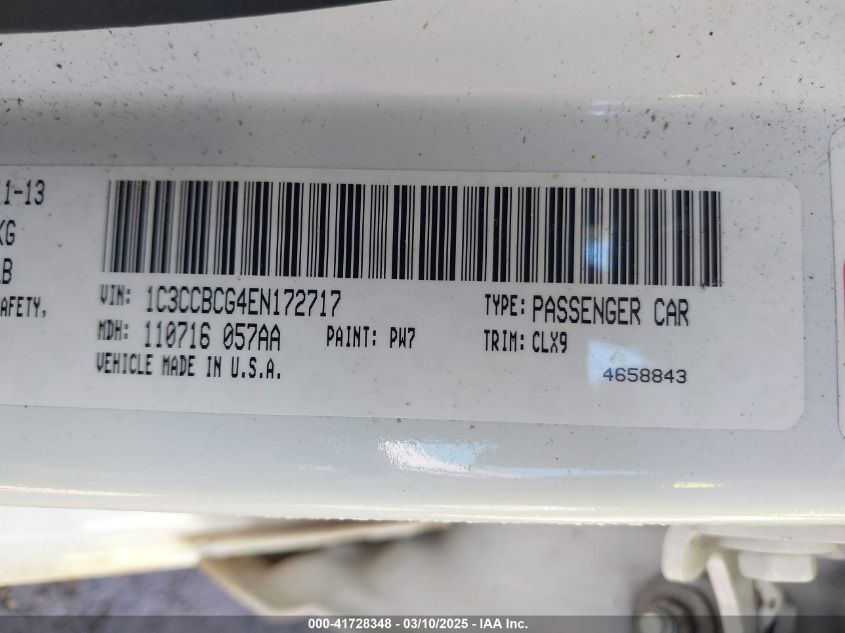 1-13
KG
LB
AFETY,
VIN: 1C3CCBCG4EN172717 TYPE: PASSENGER CAR
MDH: 110716 057AA PAINT: PW7 TRIM: CLX9
VEHICLE MADE IN U.S.A. 4658843
000-41728348 — 03/10/2025 — IAA Inc.